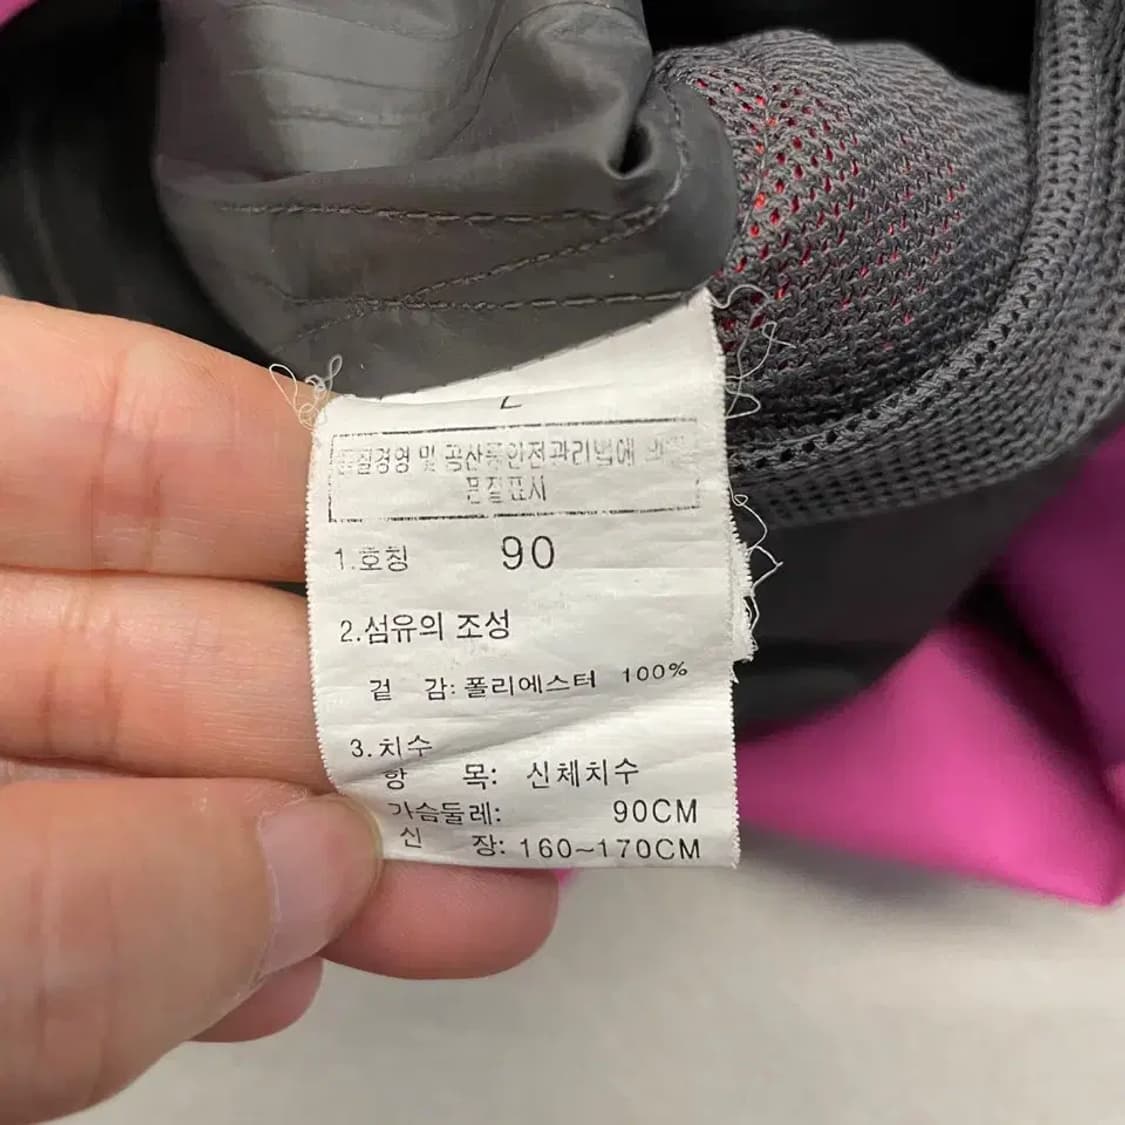 품질경영 및 공산품안전관리법에
품질표시
1.호칭 90
2.섬유의 조성
겉 감: 폴리에스터 100%
3.치수
항 목: 신체치수
가슴둘레: 90CM
신 장: 160~170CM